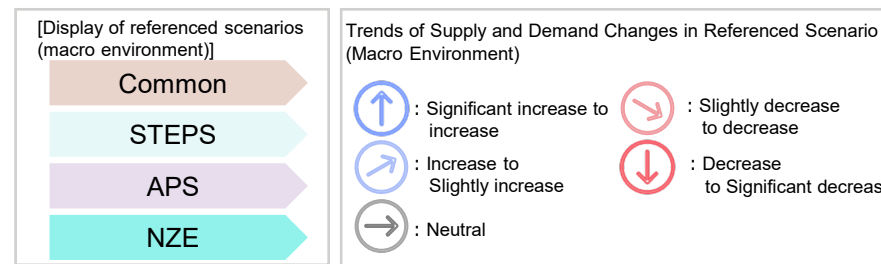 [Display of referenced scenarios
(macro environment)]
Common
STEPS
APS
NZE
Trends of Supply and Demand Changes in Referenced Scenario
(Macro Environment)
: Significant increase to
increase
: Increase to
Slightly increase
: Neutral
: Slightly decrease
to decrease
: Decrease
to Significant decreas